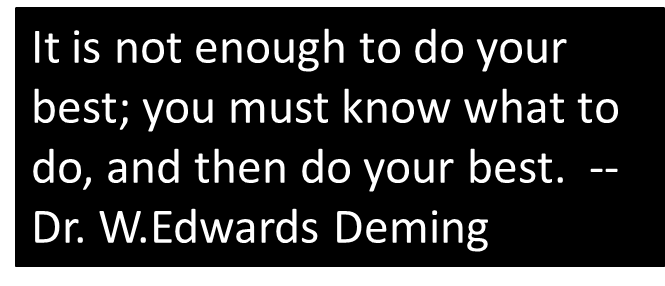 It is not enough to do your
best; you must know what to
do, and then do your best.  --
Dr. W.Edwards Deming